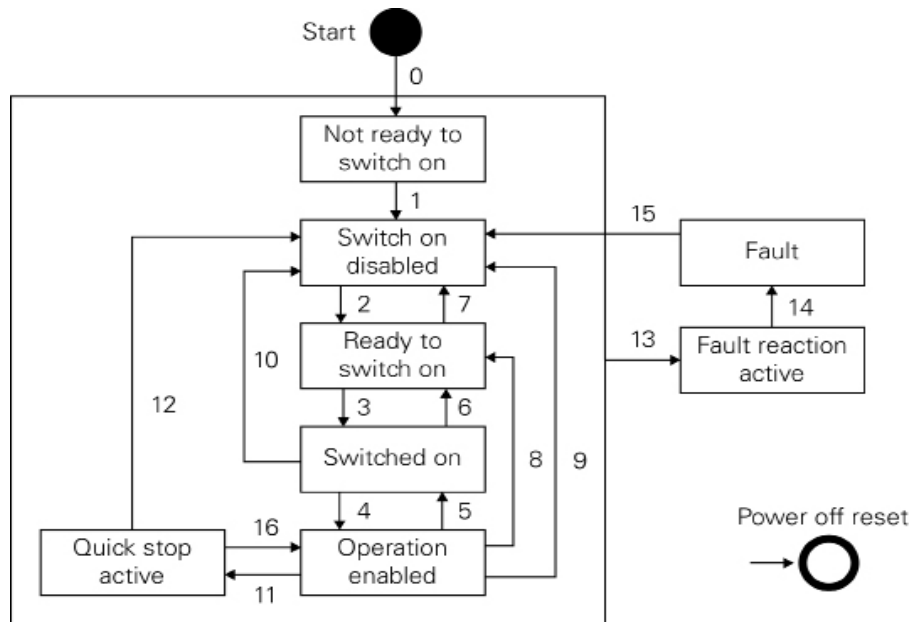 Start
0
Not ready to
switch on
1
15
Switch on
disabled
Fault
2
7
14
10
Ready to
switch on
13
Fault reaction
active
12
3
6
Switched on
8
9
4
5
16
Power off reset
Quick stop
active
Operation
enabled
11